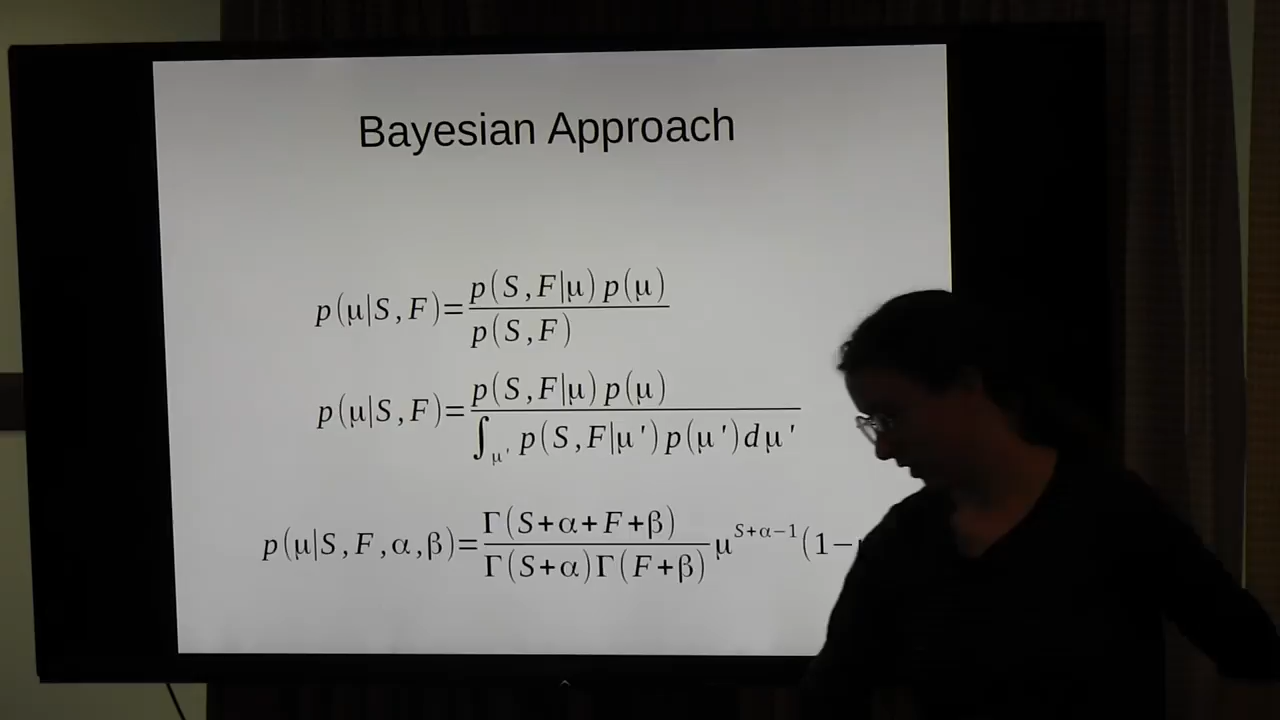 Bayesian Approach
p(μ|S,F)=p(S,F|μ)p(μ)/p(S,F)
p(μ|S,F)=p(S,F|μ)p(μ)/∫μ' p(S,F|μ')p(μ')dμ'
p(μ|S,F,α,β)=Γ(S+α+F+β)/Γ(S+α)Γ(F+β) μ^S+α−1(1−